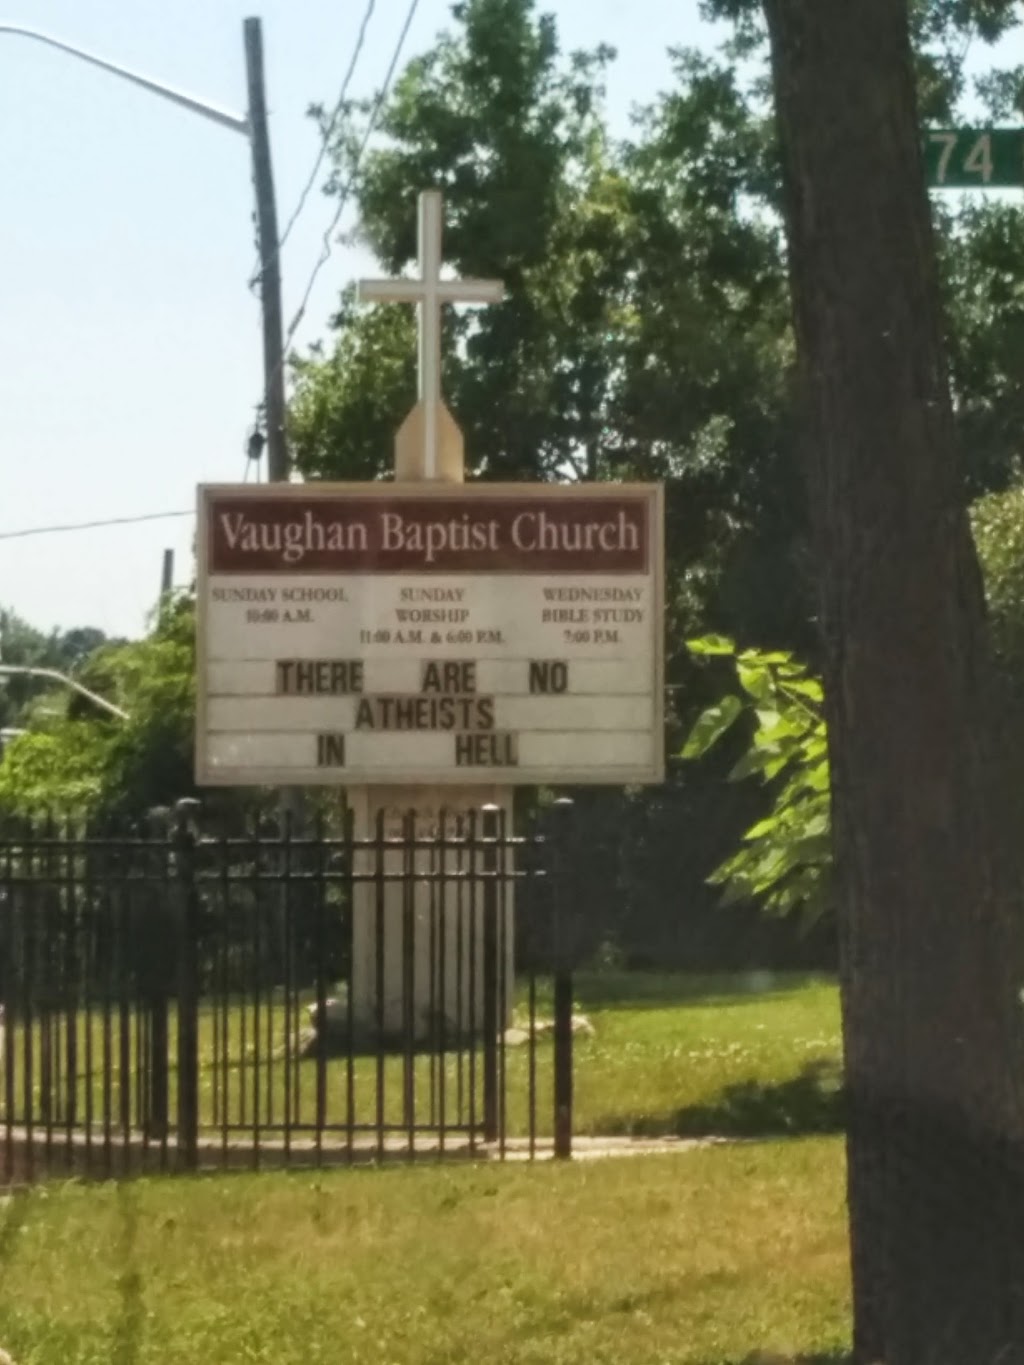 74
Vaughan Baptist Church
SUNDAY SCHOOL
10:00 A.M.
SUNDAY
WORSHIP
11:00 A.M. & 6:00 P.M.
WEDNESDAY
BIBLE STUDY
7:00 P.M.
THERE ARE NO
ATHEISTS
IN HELL